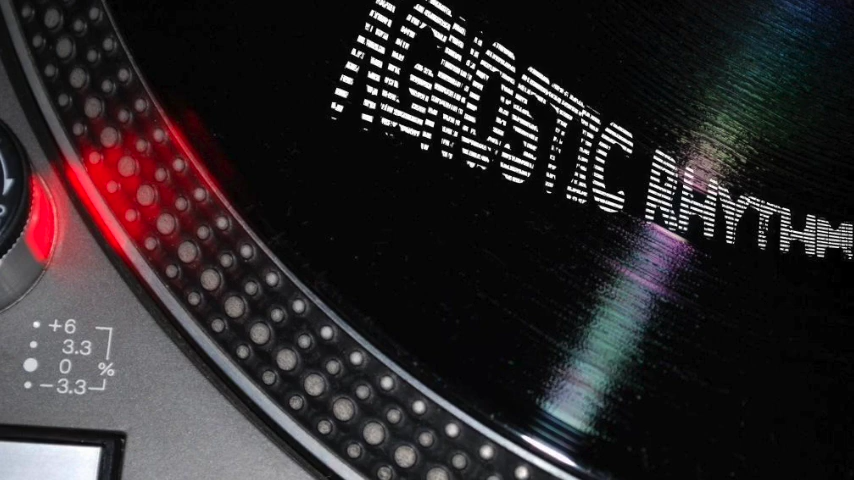 AGNOSTIC RHYTHM
+6
3.3
0 %
-3.3